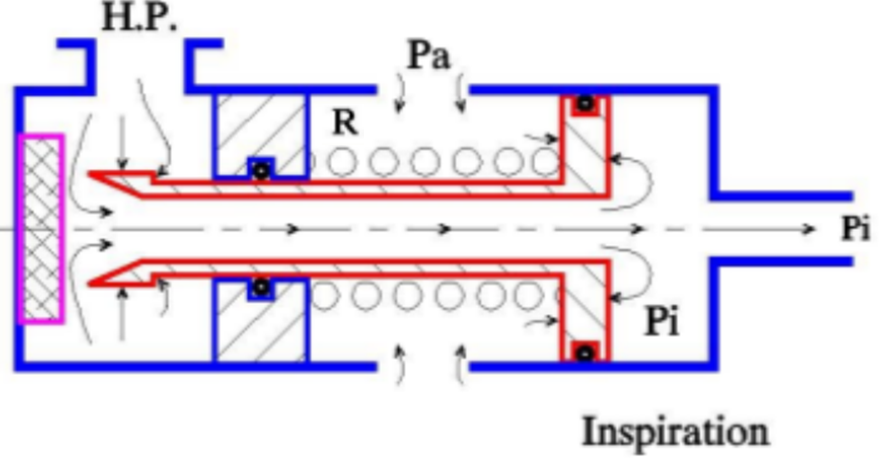 H.P.
Pa
R
Pi
Pi
Inspiration